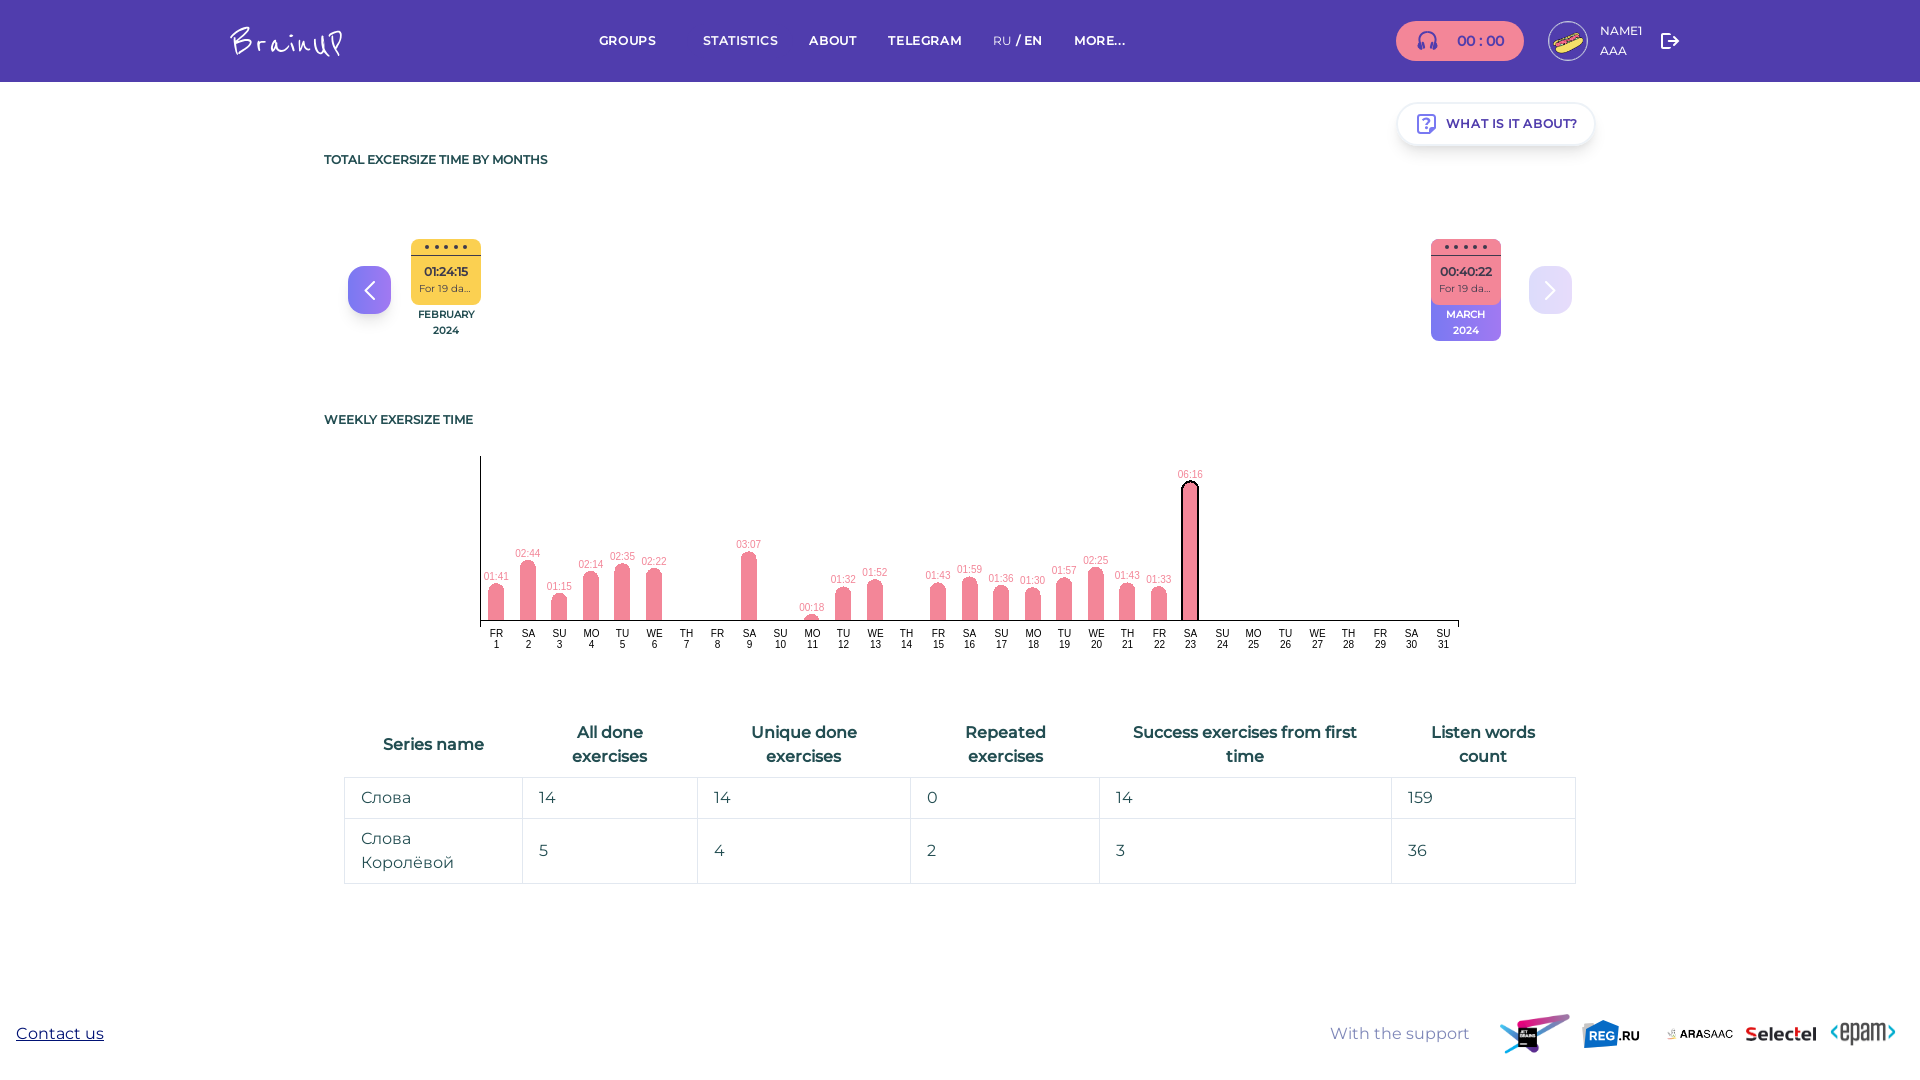 BrainUP
GROUPS
STATISTICS
ABOUT
TELEGRAM
RU / EN
MORE...
00 : 00
NAME1
AAA
WHAT IS IT ABOUT?
TOTAL EXCERSIZE TIME BY MONTHS
01:24:15
For 19 da...
FEBRUARY
2024
00:40:22
For 19 da...
MARCH
2024
WEEKLY EXERSIZE TIME
01:41 02:44 01:15 02:14 02:35 02:22 03:07 00:18 01:32 01:52 01:43 01:59 01:36 01:30 01:57 02:25 01:43 01:33 06:16
FR SA SU MO TU WE TH FR SA SU MO TU WE TH FR SA SU MO TU WE TH FR SA SU MO TU WE TH FR SA SU
1 2 3 4 5 6 7 8 9 10 11 12 13 14 15 16 17 18 19 20 21 22 23 24 25 26 27 28 29 30 31
Series name
All done
exercises
Unique done
exercises
Repeated
exercises
Success exercises from first
time
Listen words
count
Слова 14 14 0 14 159
Слова
Королёвой
5 4 2 3 36
Contact us
With the support
JET
BRAINS
REG.RU
ARASAAC
Selectel
<epam>